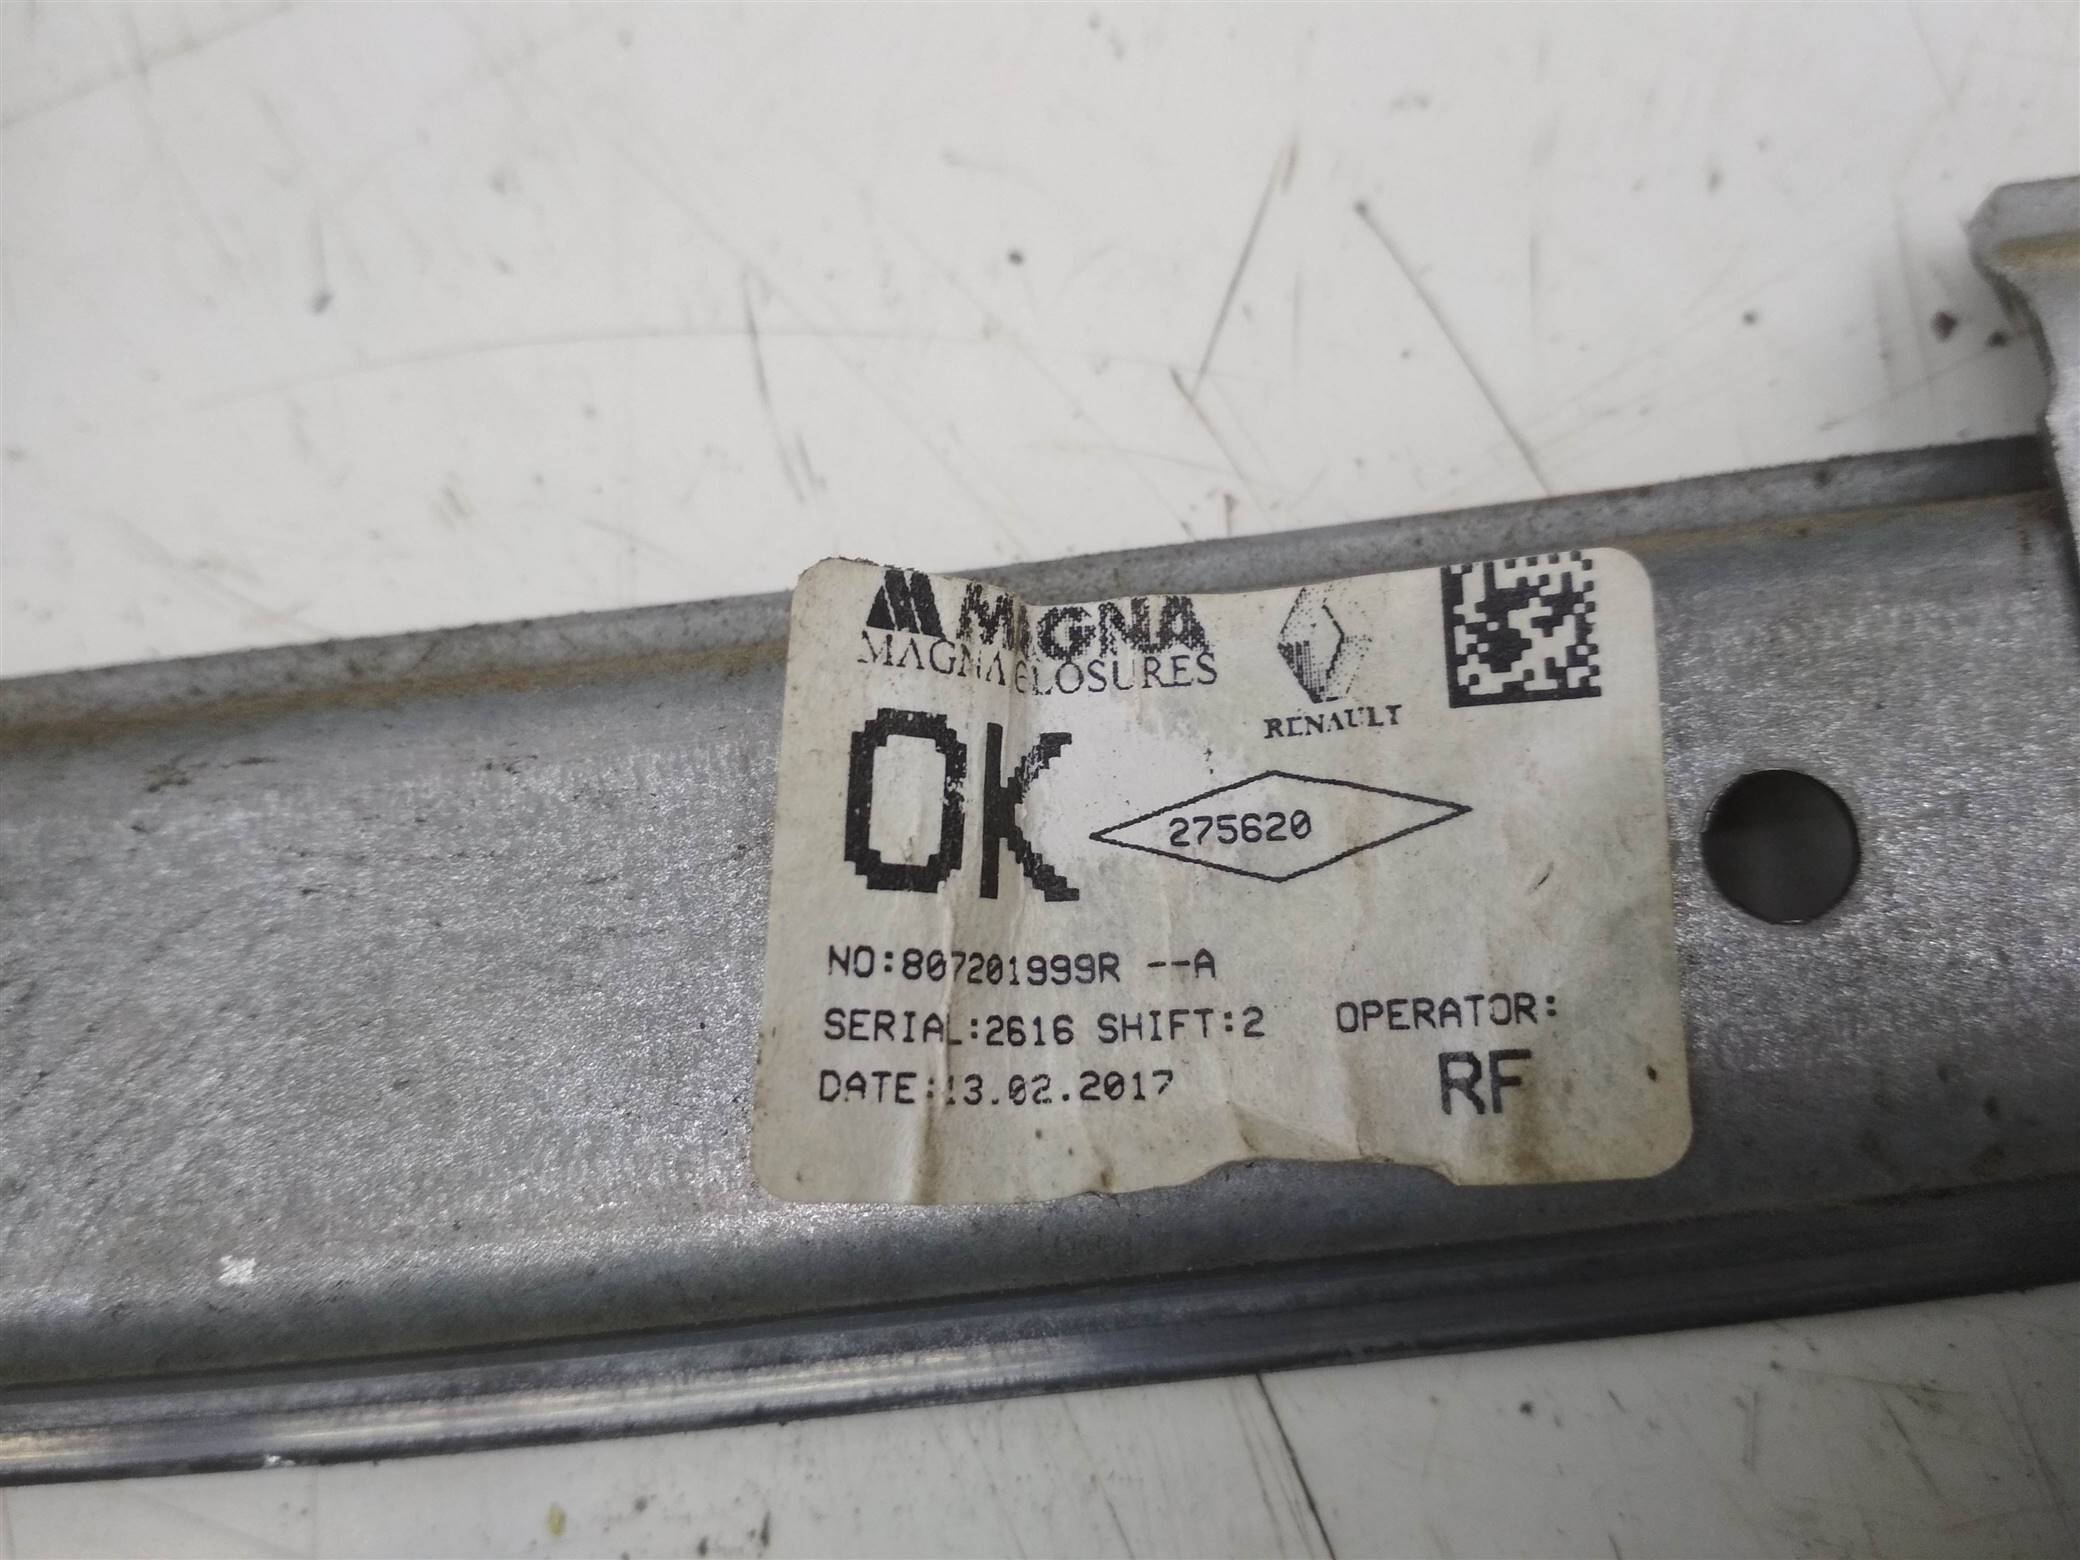 MAGNA
MAGNA CLOSURES
RENAULT
OK
275620
NO:807201999R --A
SERIAL:2616 SHIFT:2 OPERATOR:
DATE:13.02.2017 RF